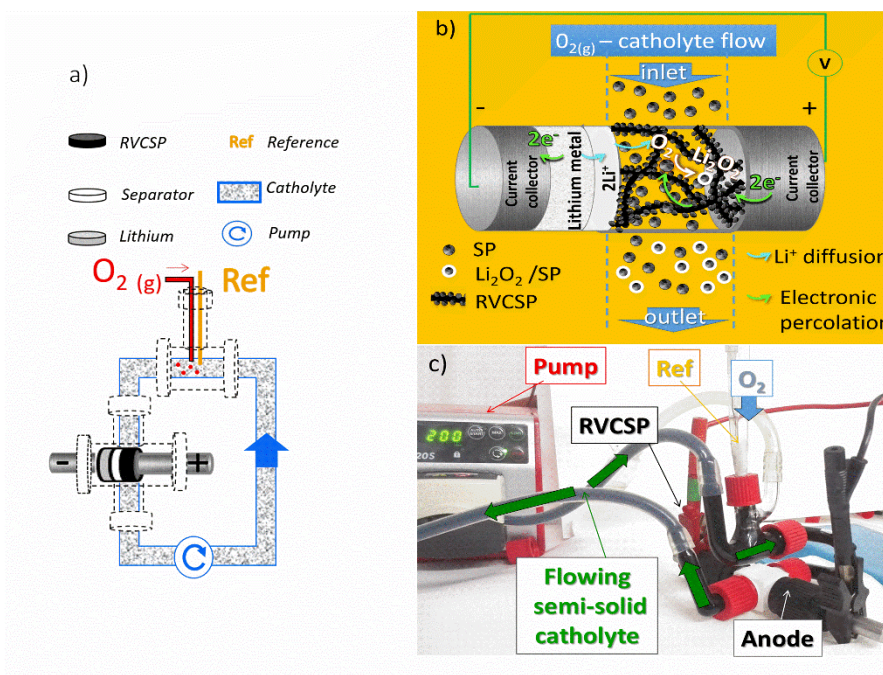 a)
RVCSP
Ref Reference
Separator
Catholyte
Lithium
Pump
O2 (g)
Ref
-
+
b)
O2(g) – catholyte flow
inlet
V
-
+
Current
collector
2e-
Lithium metal
2Li+
O2
Li2O2
2e-
Current
collector
SP
Li2O2 /SP
RVCSP
outlet
Li+ diffusion
Electronic
percolation
c)
Pump
Ref
O2
200
RVCSP
20S
Flowing
semi-solid
catholyte
Anode